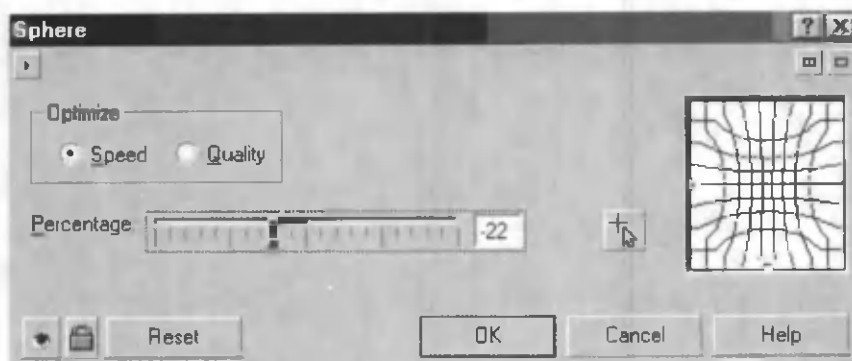 Sphere
Optimize
Speed Quality
Percentage -22
Reset OK Cancel Help